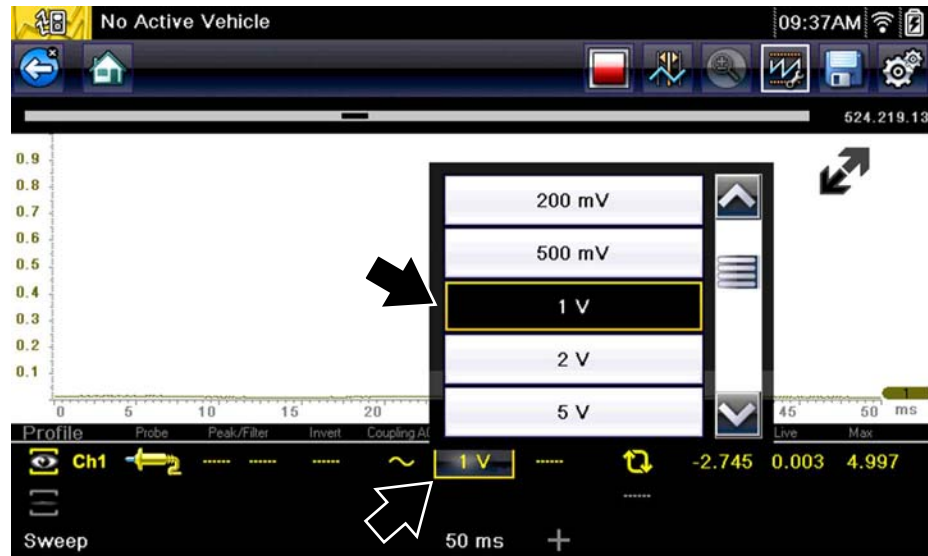 No Active Vehicle 09:37AM
524.219.13
0.9
0.8
0.7
0.6
0.5
0.4
0.3
0.2
0.1
200 mV
500 mV
1 V
2 V
5 V
1
0 5 10 15 20 45 50 ms
Profile Probe Peak/Filter Invert Coupling AC Live Max
Ch1 ----- ----- ------ 1 V ------ -2.745 0.003 4.997
------
Sweep 50 ms +